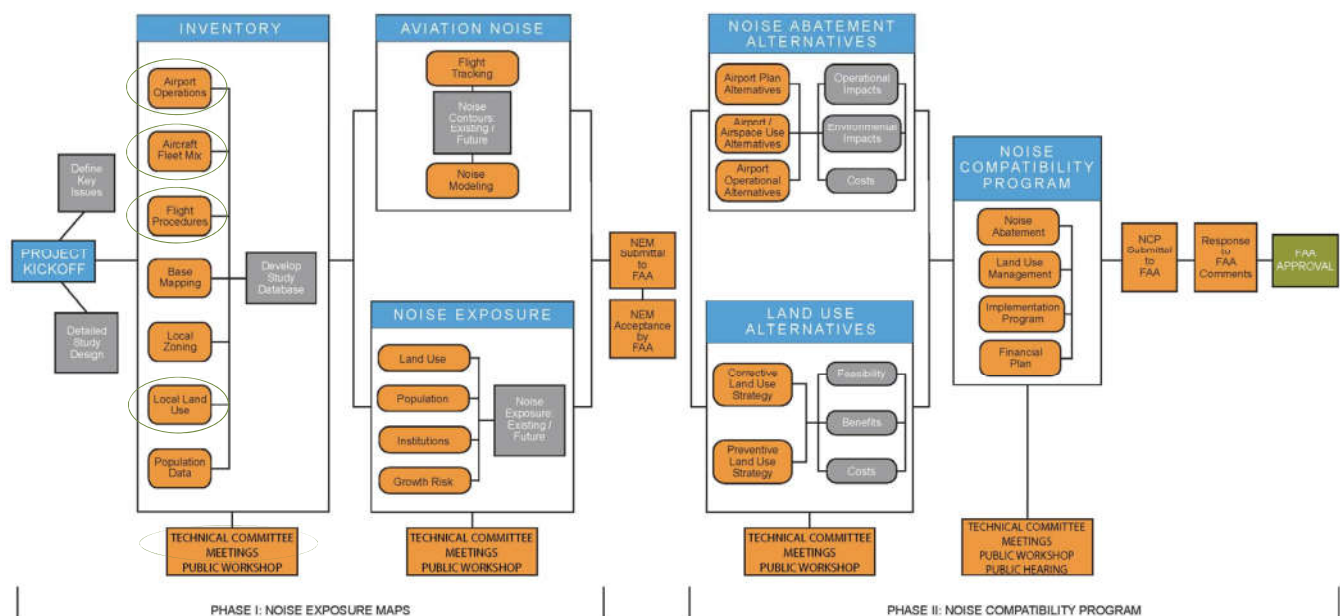 INVENTORY
Airport
Operations
Aircraft
Fleet Mix
Flight
Procedures
Base
Mapping
Local
Zoning
Local Land
Use
Population
Data
Define
Key
Issues
PROJECT
KICKOFF
Detailed
Study
Design
Develop
Study
Database
TECHNICAL COMMITTEE
MEETINGS
PUBLIC WORKSHOP
AVIATION NOISE
Flight
Tracking
Noise
Contours:
Existing /
Future
Noise
Modeling
NOISE EXPOSURE
Land Use
Population
Institutions
Growth Risk
Noise
Exposure:
Existing /
Future
TECHNICAL COMMITTEE
MEETINGS
PUBLIC WORKSHOP
NEM
Submittal
to
FAA
NEM
Acceptance
by
FAA
NOISE ABATEMENT
ALTERNATIVES
Airport Plan
Alternatives
Airport /
Airspace Use
Alternatives
Airport
Operational
Alternatives
Operational
Impacts
Environmental
Impacts
Costs
LAND USE
ALTERNATIVES
Corrective
Land Use
Strategy
Preventive
Land Use
Strategy
Feasibility
Benefits
Costs
TECHNICAL COMMITTEE
MEETINGS
PUBLIC WORKSHOP
NOISE
COMPATIBILITY
PROGRAM
Noise
Abatement
Land Use
Management
Implementation
Program
Financial
Plan
TECHNICAL COMMITTEE
MEETINGS
PUBLIC WORKSHOP
PUBLIC HEARING
NCP
Submittal
to FAA
Response
to
FAA
Comments
FAA
APPROVAL
PHASE I: NOISE EXPOSURE MAPS
PHASE II: NOISE COMPATIBILITY PROGRAM